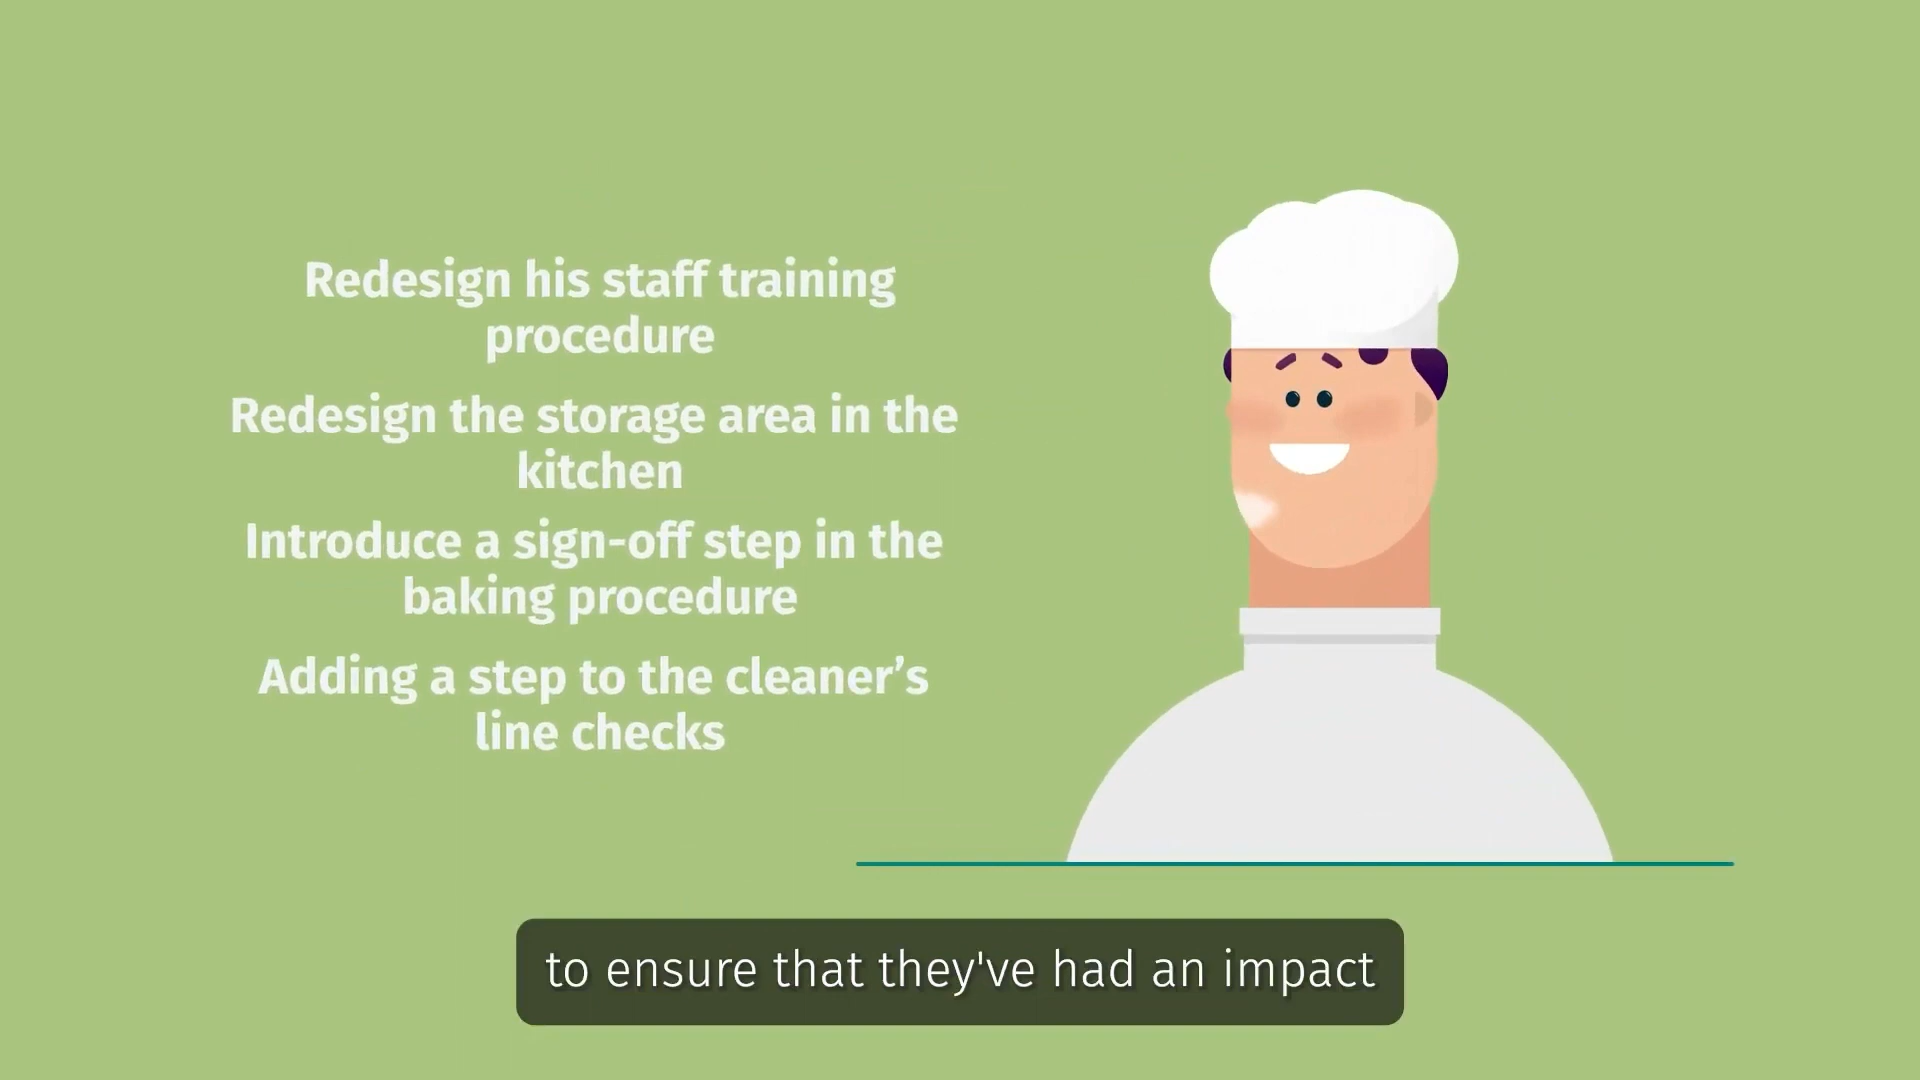 Redesign his staff training
procedure
Redesign the storage area in the
kitchen
Introduce a sign-off step in the
baking procedure
Adding a step to the cleaner’s
line checks
to ensure that they've had an impact